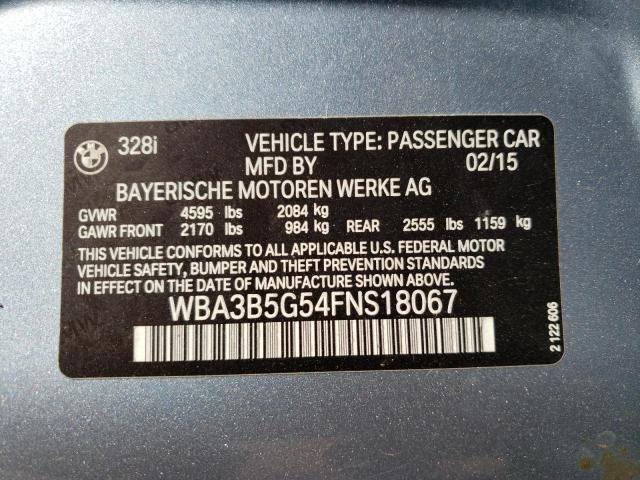 BMW
328i VEHICLE TYPE: PASSENGER CAR
MFD BY 02/15
BAYERISCHE MOTOREN WERKE AG
GVWR 4595 lbs 2084 kg
GAWR FRONT 2170 lbs 984 kg REAR 2555 lbs 1159 kg
THIS VEHICLE CONFORMS TO ALL APPLICABLE U.S. FEDERAL MOTOR
VEHICLE SAFETY, BUMPER AND THEFT PREVENTION STANDARDS
IN EFFECT ON THE DATE OF MANUFACTURE SHOWN ABOVE.
WBA3B5G54FNS18067
2 122 606